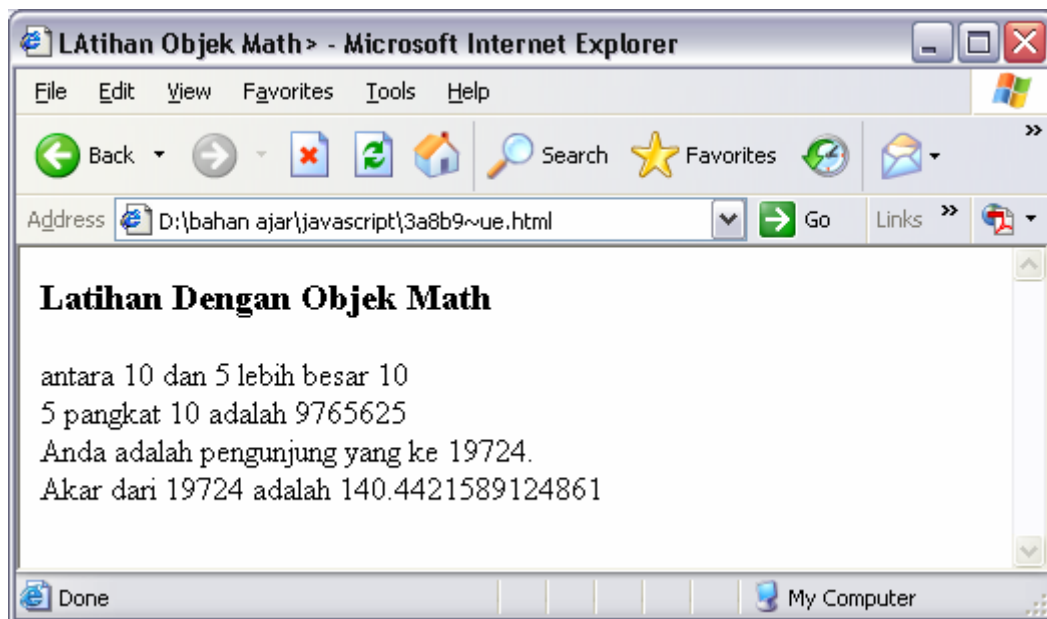 LAtihan Objek Math> - Microsoft Internet Explorer
File Edit View Favorites Tools Help
Back Search Favorites »
Address D:\bahan ajar\javascript\3a8b9~ue.html Go Links »
Latihan Dengan Objek Math
antara 10 dan 5 lebih besar 10
5 pangkat 10 adalah 9765625
Anda adalah pengunjung yang ke 19724.
Akar dari 19724 adalah 140.4421589124861
Done My Computer